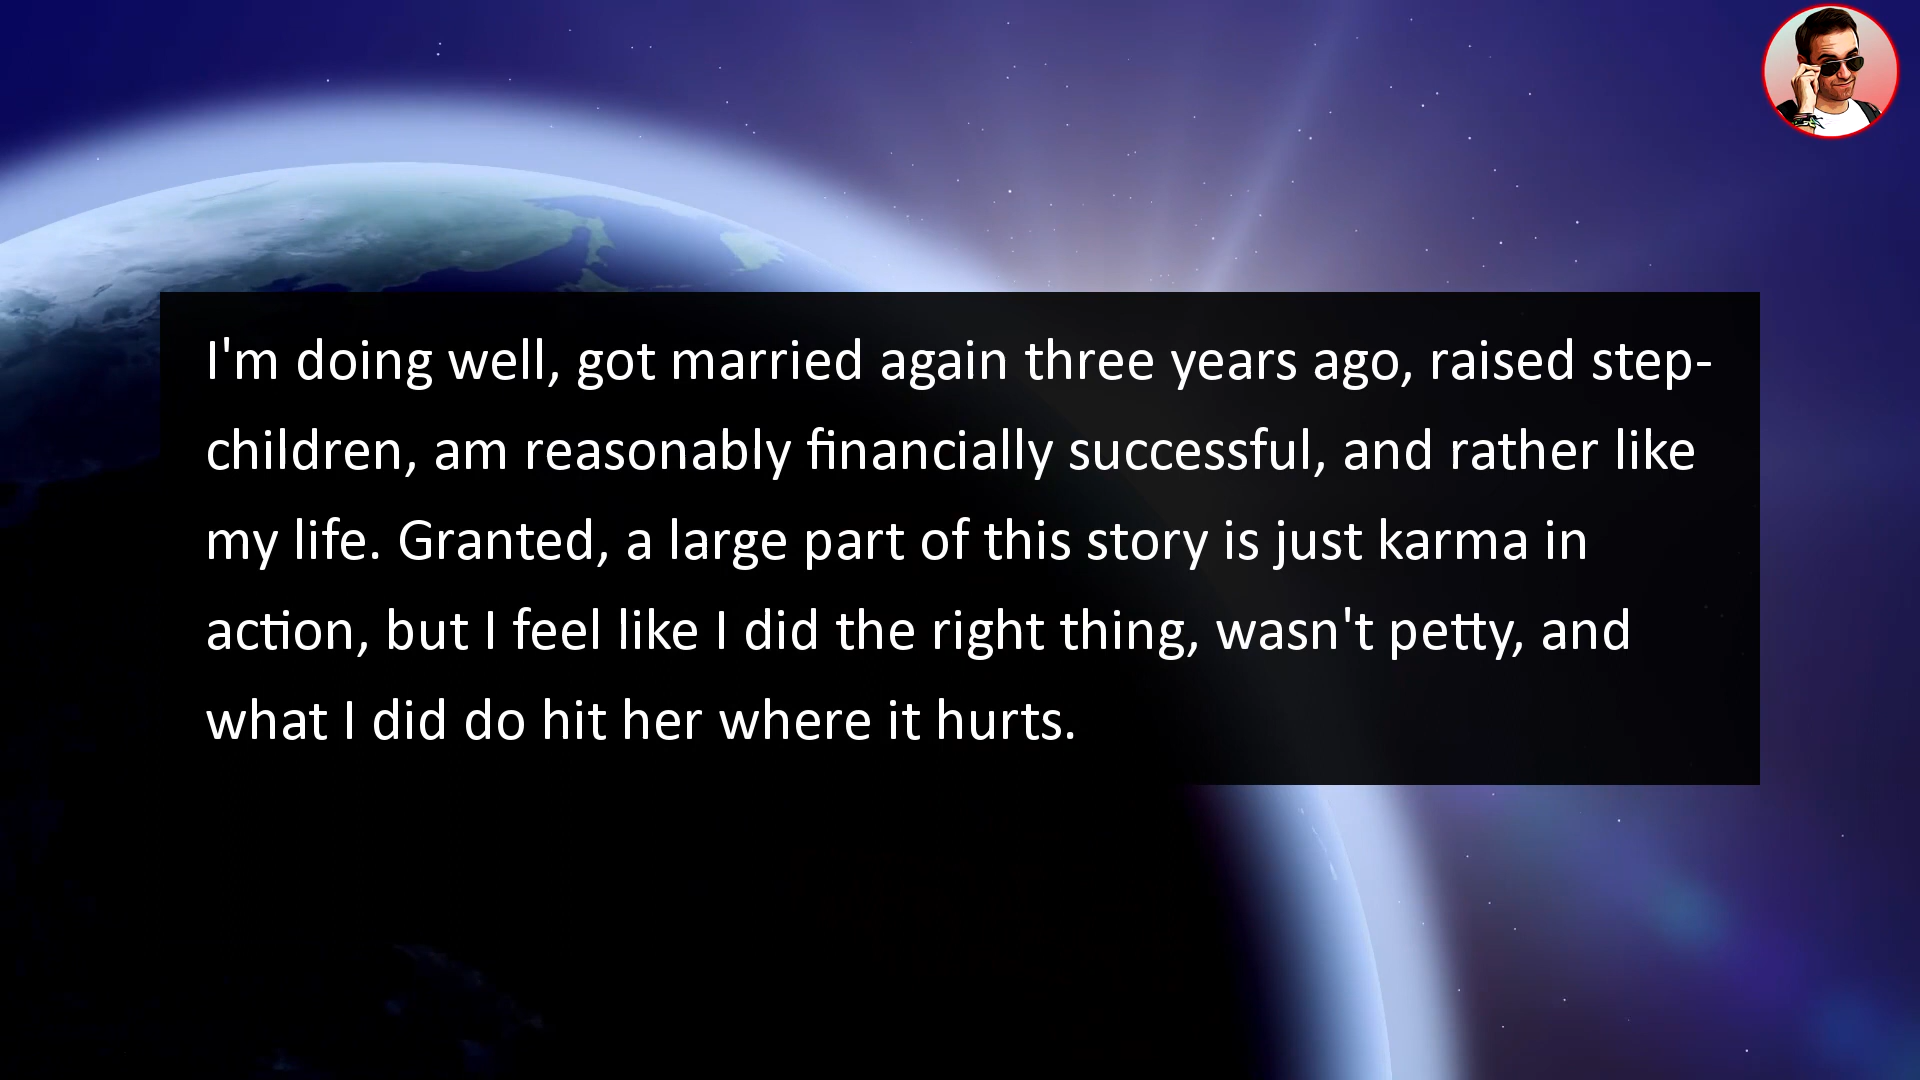 I'm doing well, got married again three years ago, raised step-
children, am reasonably financially successful, and rather like
my life. Granted, a large part of this story is just karma in
action, but I feel like I did the right thing, wasn't petty, and
what I did do hit her where it hurts.